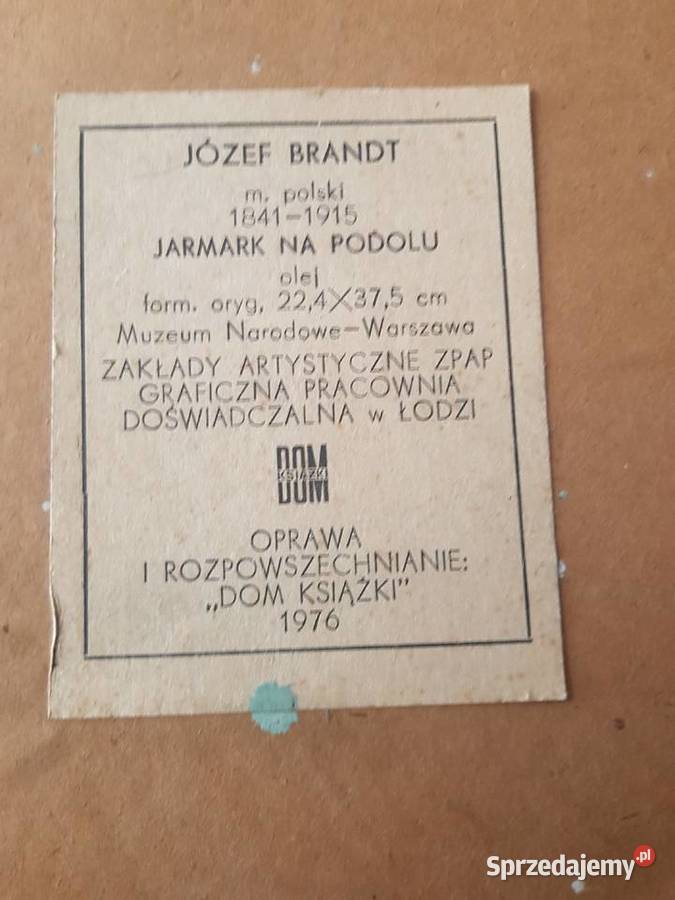 JÓZEF BRANDT
m. polski
1841-1915
JARMARK NA PODOLU
olej
form. oryg, 22,4X37,5 cm
Muzeum Narodowe-Warszawa
ZAKŁADY ARTYSTYCZNE ZPAP
GRAFICZNA PRACOWNIA
DOŚWIADCZALNA w ŁODZI
DOM
KSIĄŻKI
DOM
OPRAWA
I ROZPOWSZECHNIANIE:
„DOM KSIĄŻKI”
1976
Sprzedajemy.pl